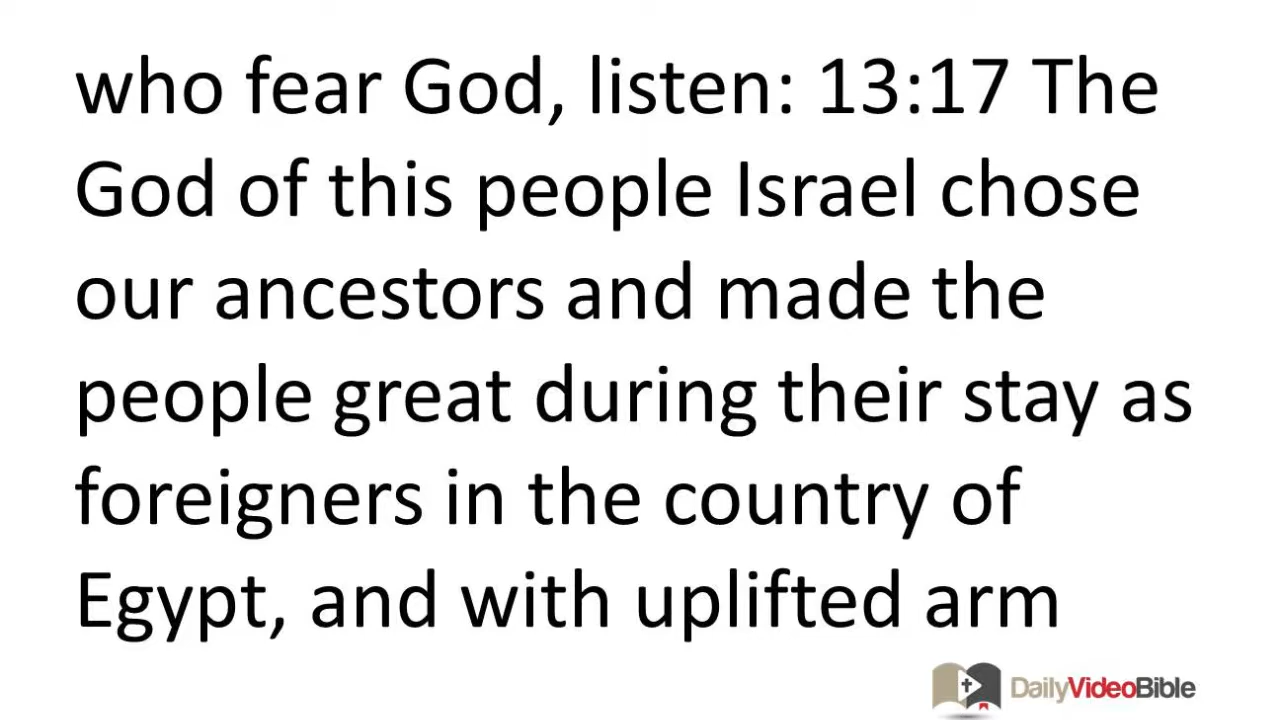 who fear God, listen: 13:17 The
God of this people Israel chose
our ancestors and made the
people great during their stay as
foreigners in the country of
Egypt, and with uplifted arm
DailyVideoBible